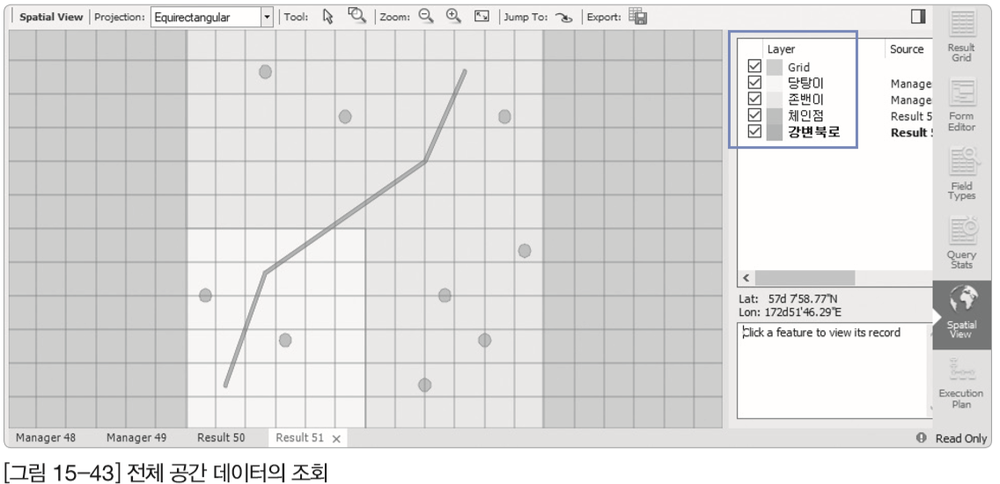 Spatial View Projection: Equirectangular Tool: Zoom: Jump To: Export:
Layer Source
Grid
당탕이 Manage
존밴이 Manage
체인점 Result 5
강변북로 Result 5
<
Lat: 57d 7'58.77"N
Lon: 172d51'46.29"E
Click a feature to view its record
Result
Grid
Form
Editor
Field
Types
Query
Stats
Spatial
View
Execution
Plan
Manager 48 Manager 49 Result 50 Result 51 × Read Only
[그림 15-43] 전체 공간 데이터의 조회